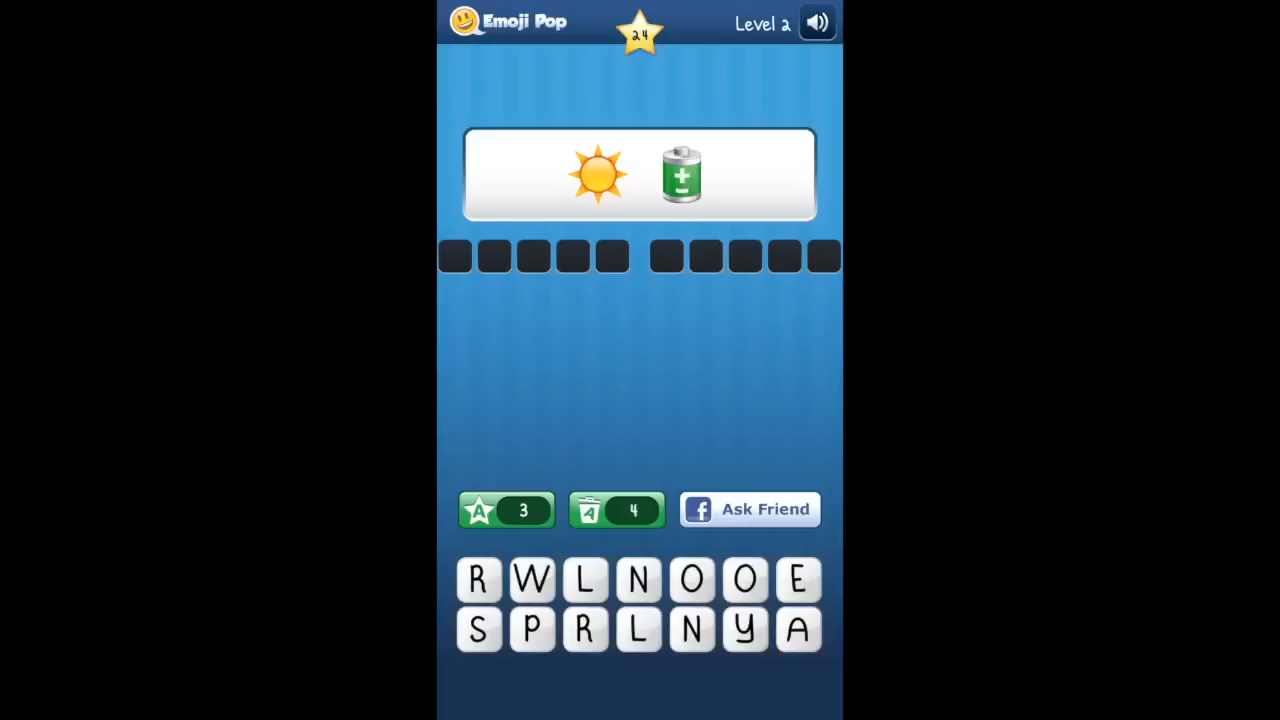 Emoji Pop
24
Level 2
3
4
Ask Friend
R W L N O O E
S P R L N Y A